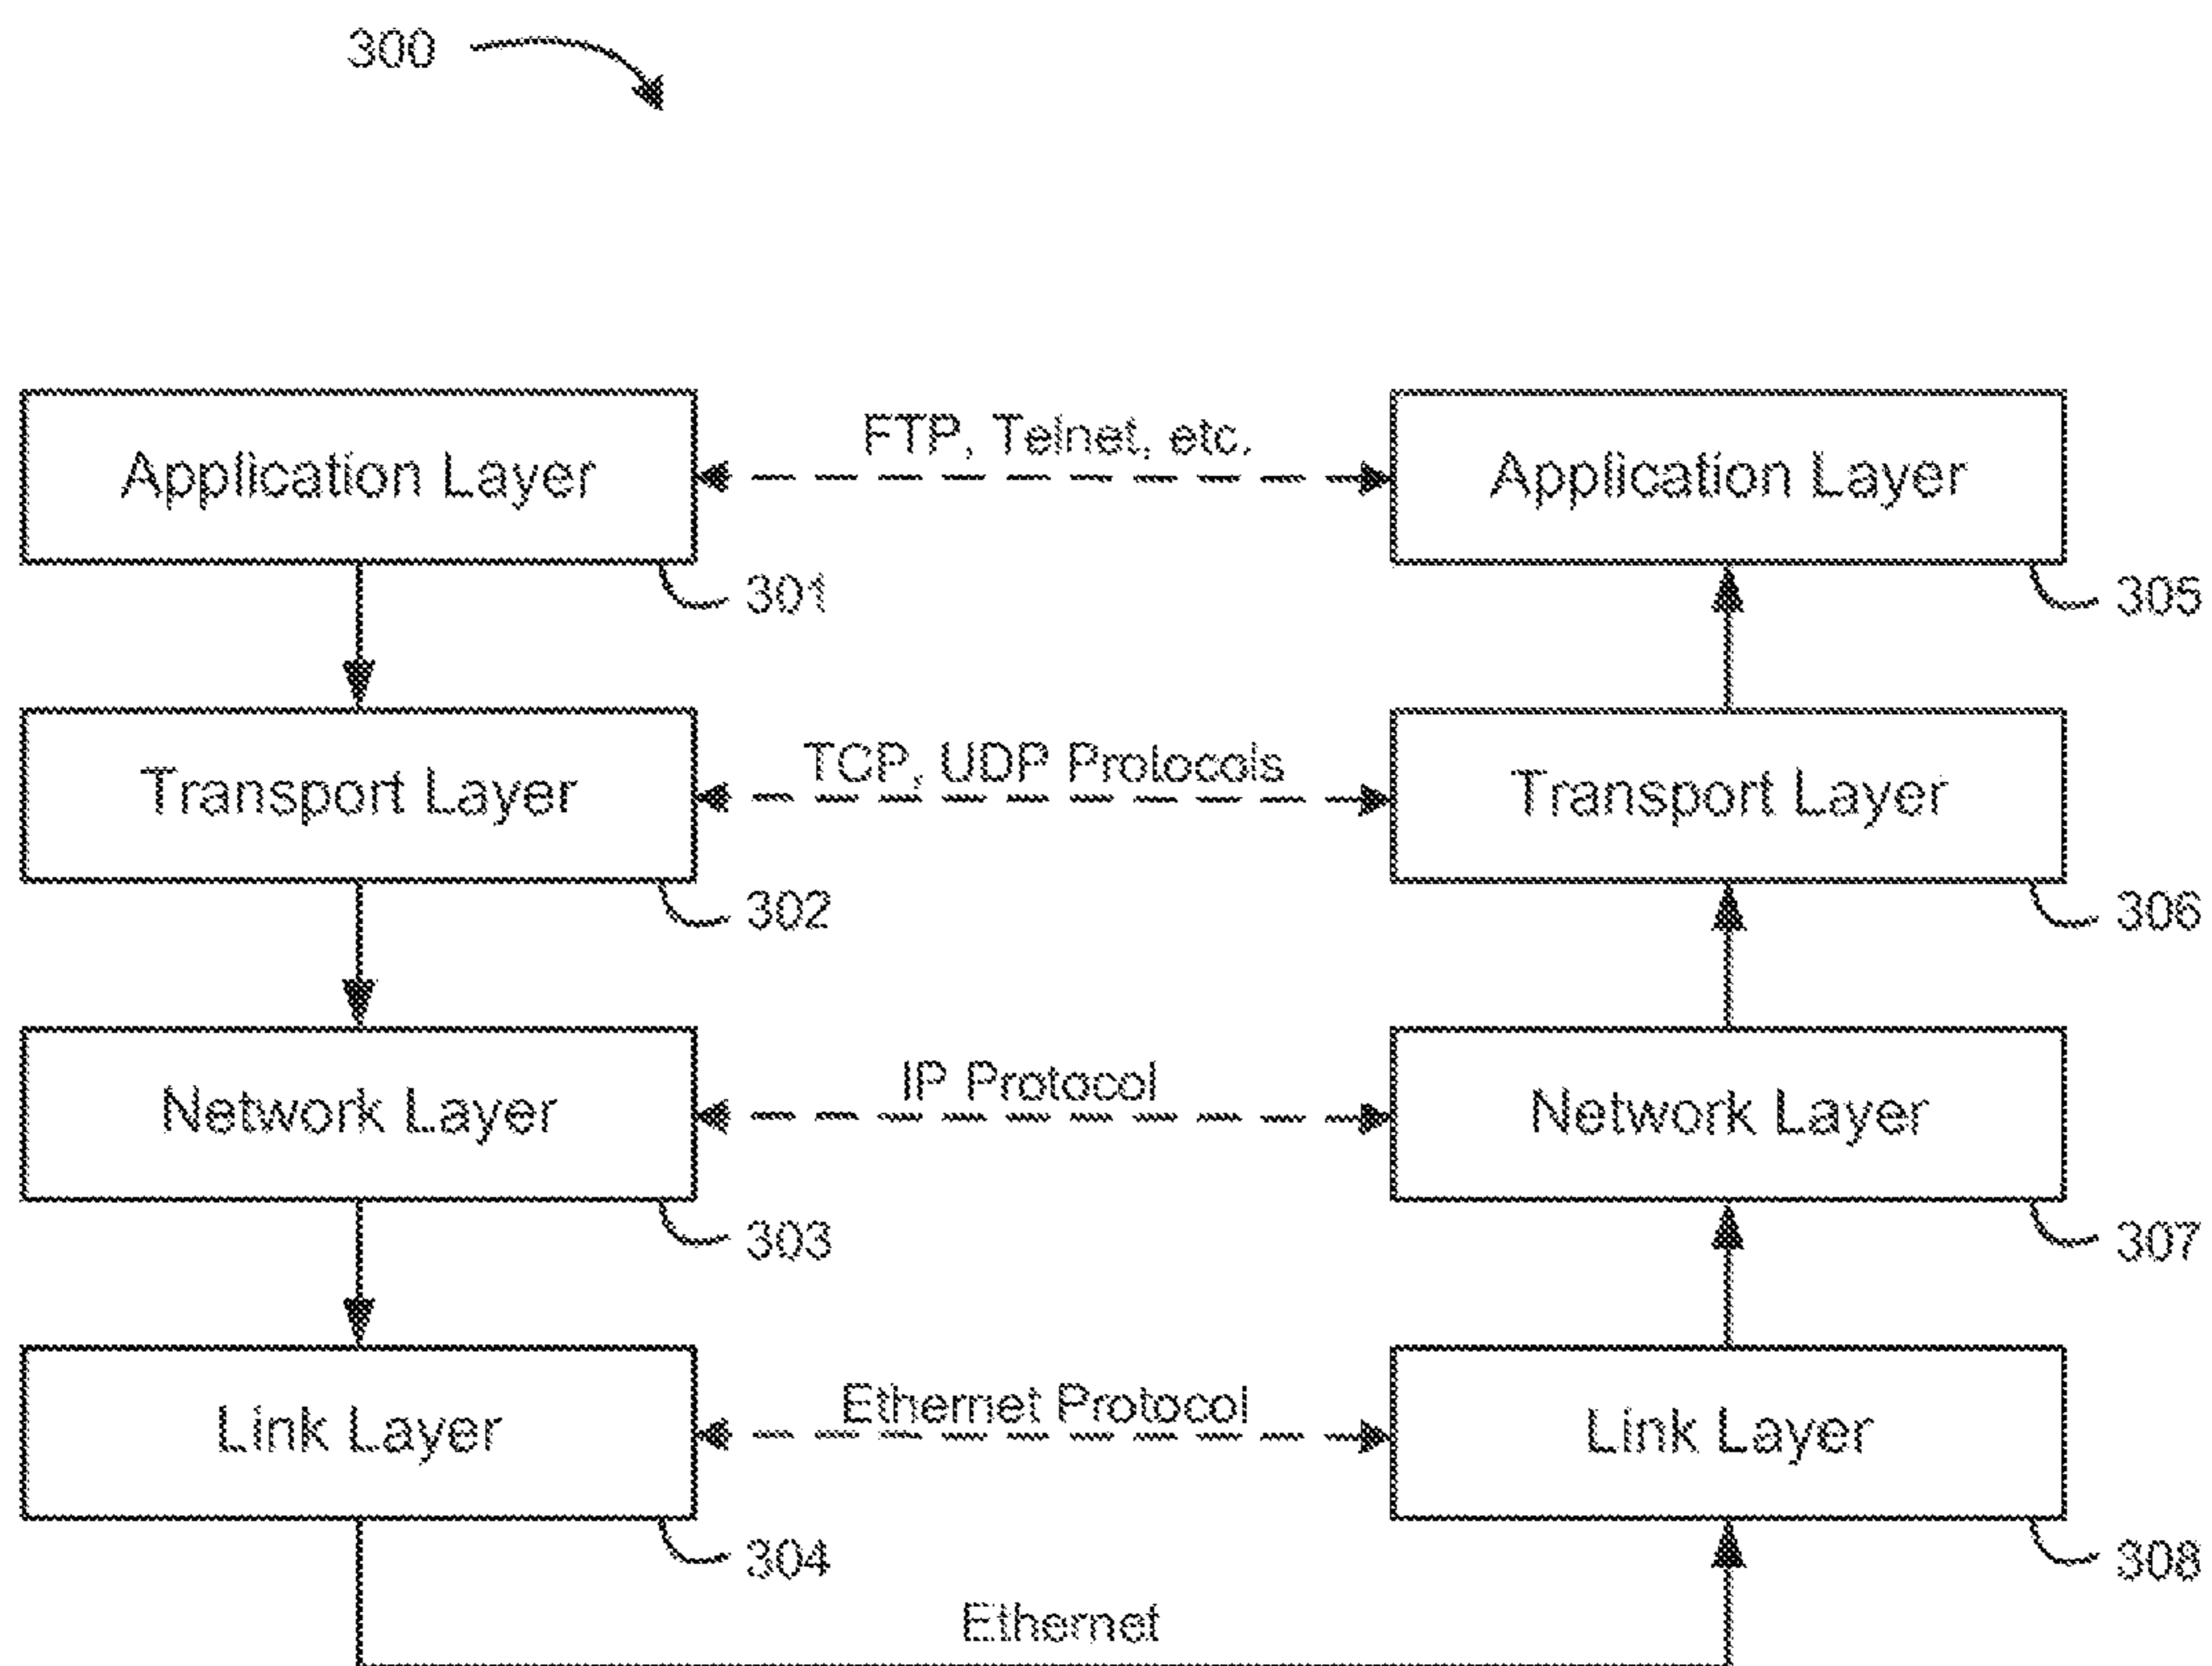 300
Application Layer
FTP, Telnet, etc.
Application Layer
301
305
Transport Layer
TCP, UDP Protocols
Transport Layer
302
306
Network Layer
IP Protocol
Network Layer
303
307
Link Layer
Ethernet Protocol
Link Layer
304
308
Ethernet